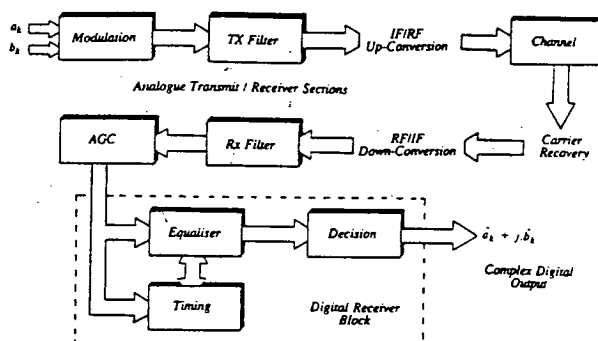 a_k
b_k
Modulation
TX Filter
IF/RF
Up-Conversion
Channel
Analogue Transmit / Receiver Sections
AGC
Rx Filter
RF/IF
Down-Conversion
Carrier
Recovery
Equaliser
Decision
â_k + j.b̂_k
Complex Digital
Output
Timing
Digital Receiver
Block